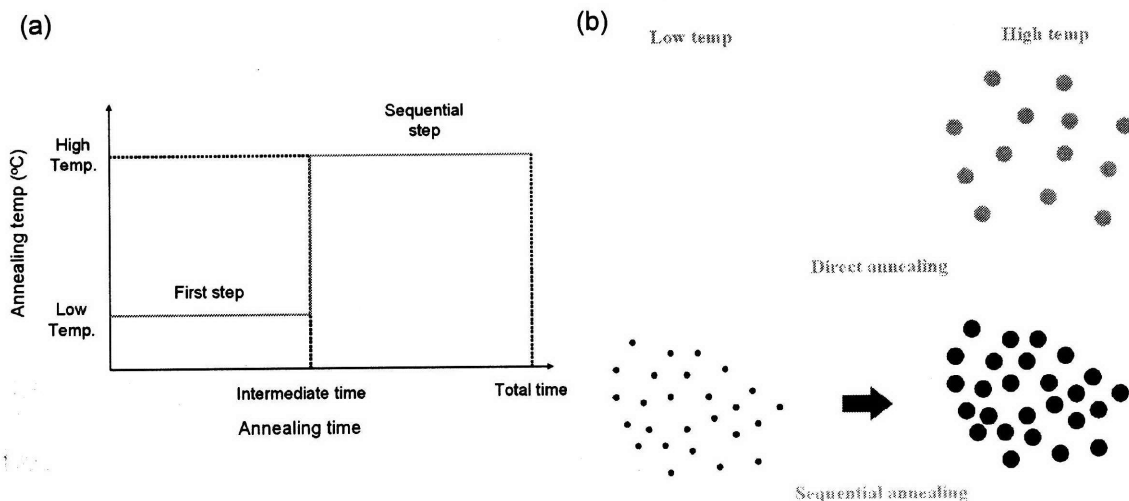 (a)
High
Temp.
Low
Temp.
Annealing temp (ºC)
First step
Sequential
step
Intermediate time
Total time
Annealing time
(b)
Low temp
High temp
Direct annealing
Sequential annealing